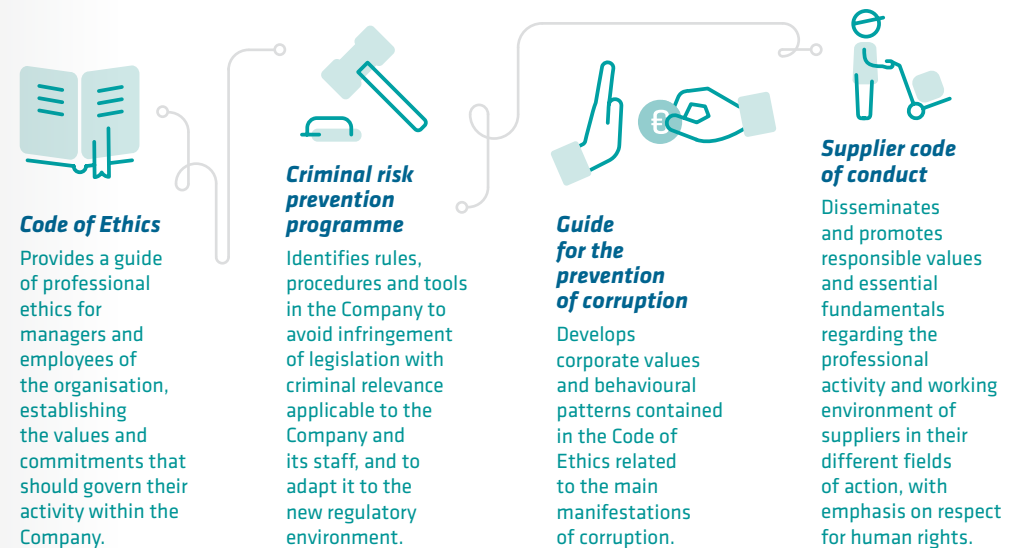 Code of Ethics
Provides a guide
of professional
ethics for
managers and
employees of
the organisation,
establishing
the values and
commitments that
should govern their
activity within the
Company.
Criminal risk
prevention
programme
Identifies rules,
procedures and tools
in the Company to
avoid infringement
of legislation with
criminal relevance
applicable to the
Company and
its staff, and to
adapt it to the
new regulatory
environment.
€
Guide
for the
prevention
of corruption
Develops
corporate values
and behavioural
patterns contained
in the Code of
Ethics related
to the main
manifestations
of corruption.
Supplier code
of conduct
Disseminates
and promotes
responsible values
and essential
fundamentals
regarding the
professional
activity and working
environment of
suppliers in their
different fields
of action, with
emphasis on respect
for human rights.